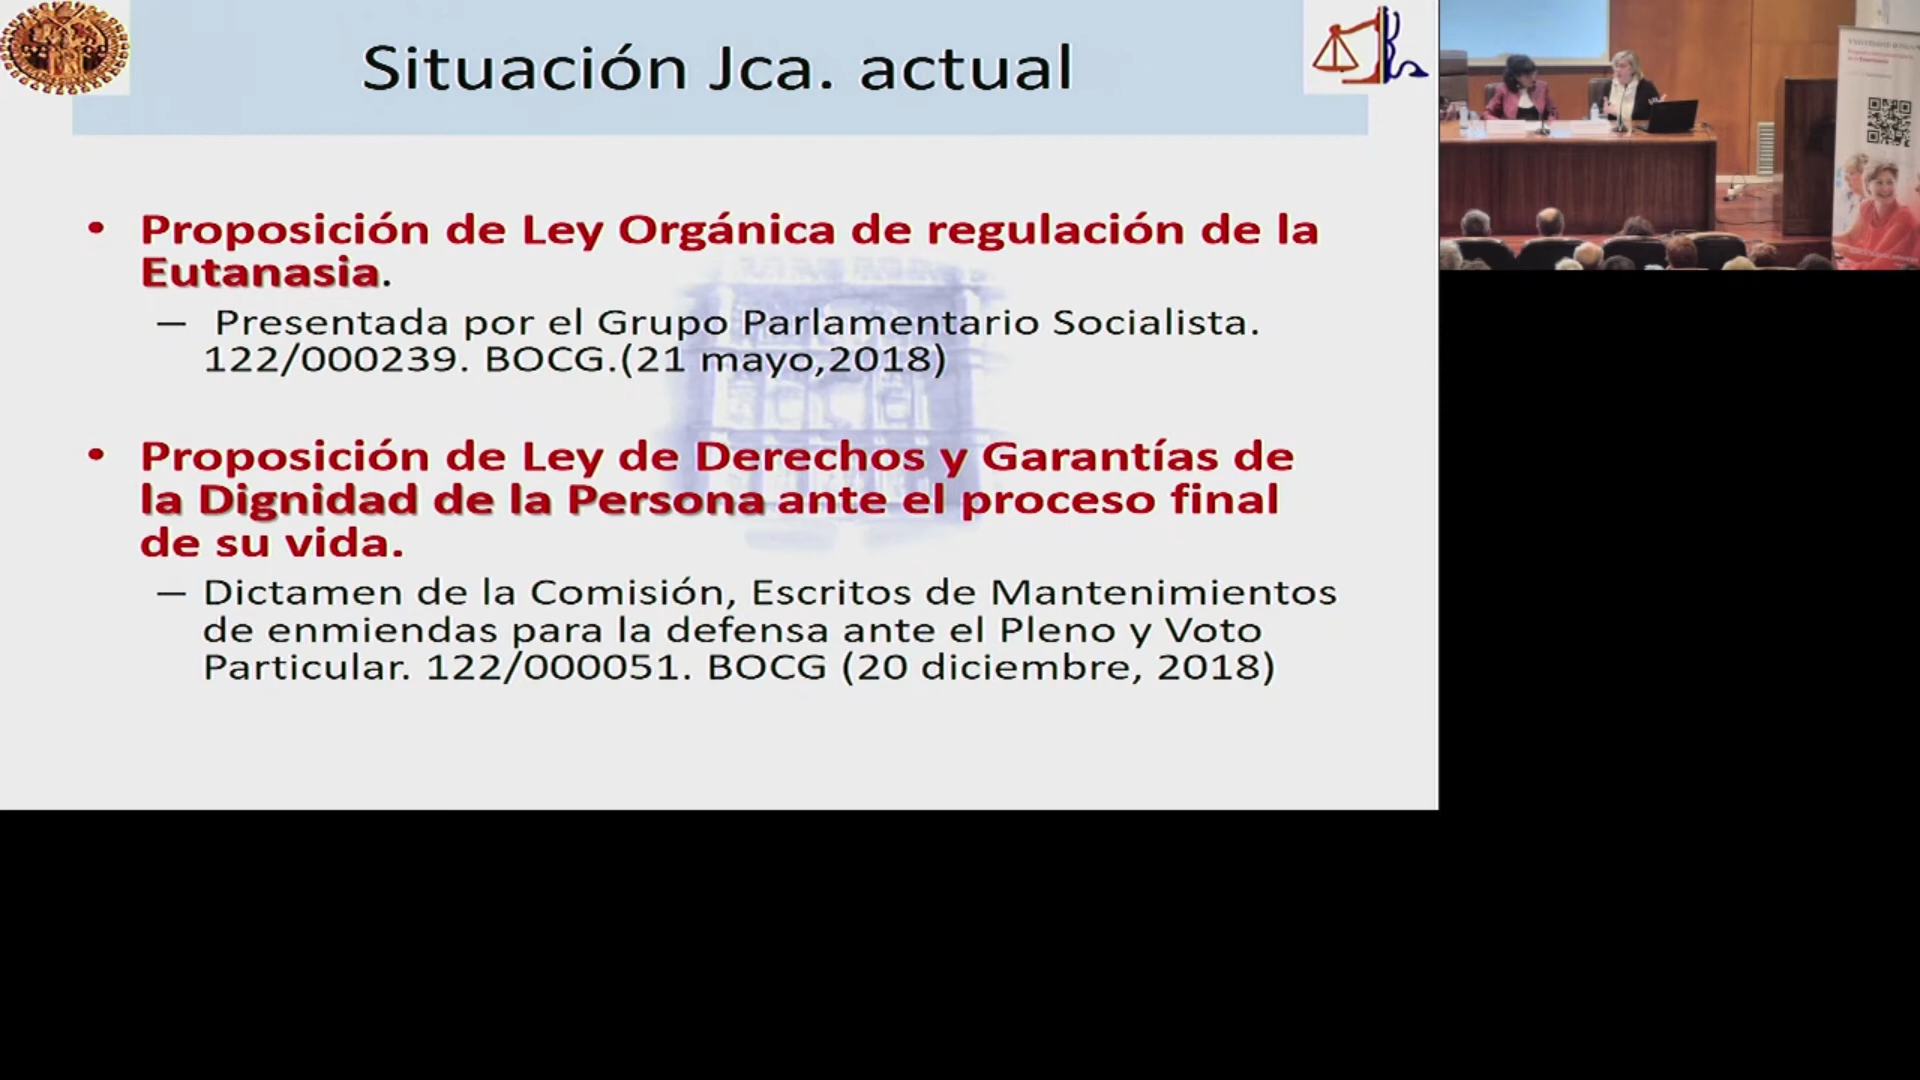 Situación Jca. actual
• Proposición de Ley Orgánica de regulación de la
Eutanasia.
– Presentada por el Grupo Parlamentario Socialista.
122/000239. BOCG.(21 mayo,2018)
• Proposición de Ley de Derechos y Garantías de
la Dignidad de la Persona ante el proceso final
de su vida.
– Dictamen de la Comisión, Escritos de Mantenimientos
de enmiendas para la defensa ante el Pleno y Voto
Particular. 122/000051. BOCG (20 diciembre, 2018)